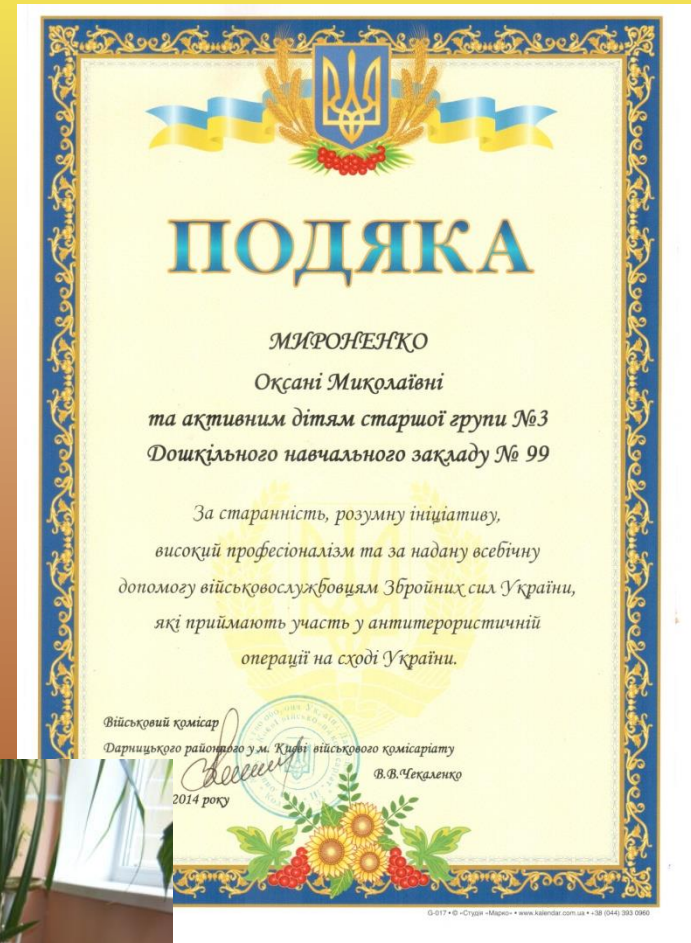 ПОДЯКА
МИРОНЕНКО
Оксані Миколаївні
та активним дітям старшої групи №3
Дошкільного навчального закладу № 99
За старанність, розумну ініціативу,
високий професіоналізм та за надану всебічну
допомогу військовослужбовцям Збройних сил України,
які приймають участь у антитерористичній
операції на сході України.
Військовий комісар
Дарницького районного у м. Києві військового комісаріату
В.В.Чекаленко
2014 року
G-017 • © «Студія «Марко» • www.kalendar.com.ua • +38 (044) 393 0960